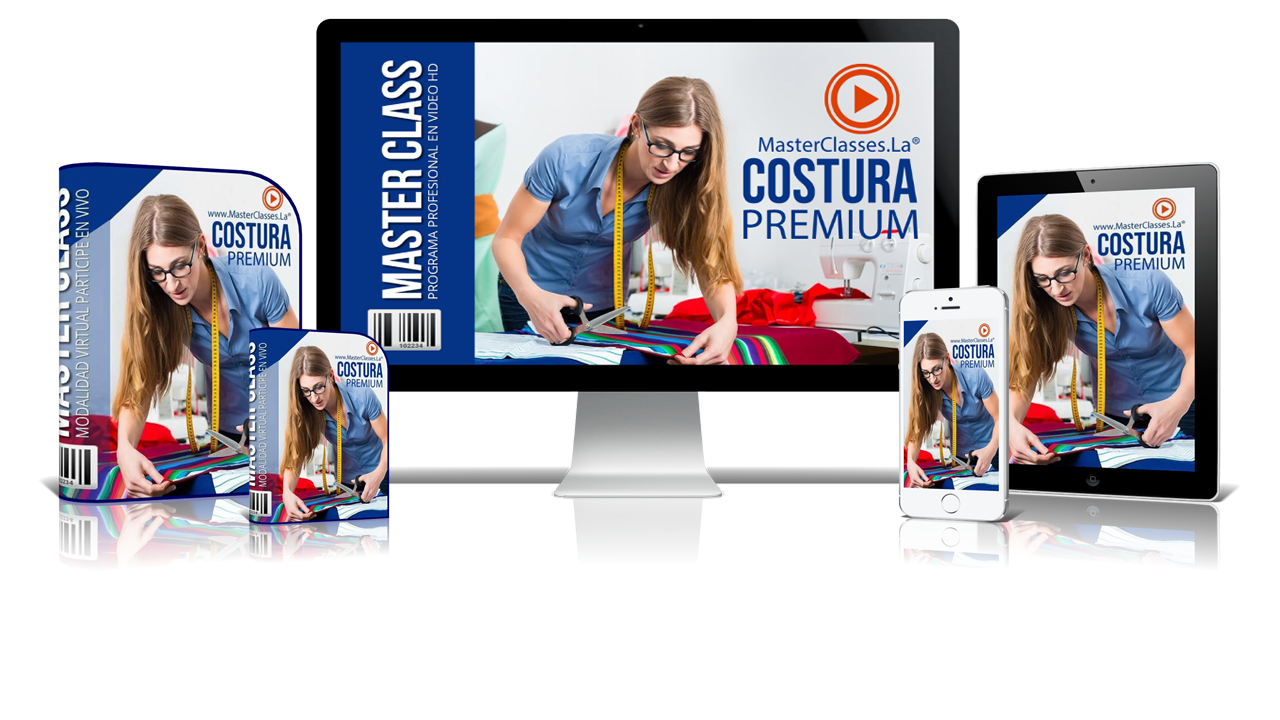 MASTER CLASS
PROGRAMA PROFESIONAL EN VIDEO HD
102234
MasterClasses.La®
COSTURA
PREMIUM
MASTER CLASS
MODALIDAD VIRTUAL PARTICIPE EN VIVO
www.MasterClasses.La®
COSTURA
PREMIUM
MASTER CLASS
MODALIDAD VIRTUAL PARTICIPE EN VIVO
www.MasterClasses.La®
COSTURA
PREMIUM
www.MasterClasses.La®
COSTURA
PREMIUM
www.MasterClasses.La®
COSTURA
PREMIUM